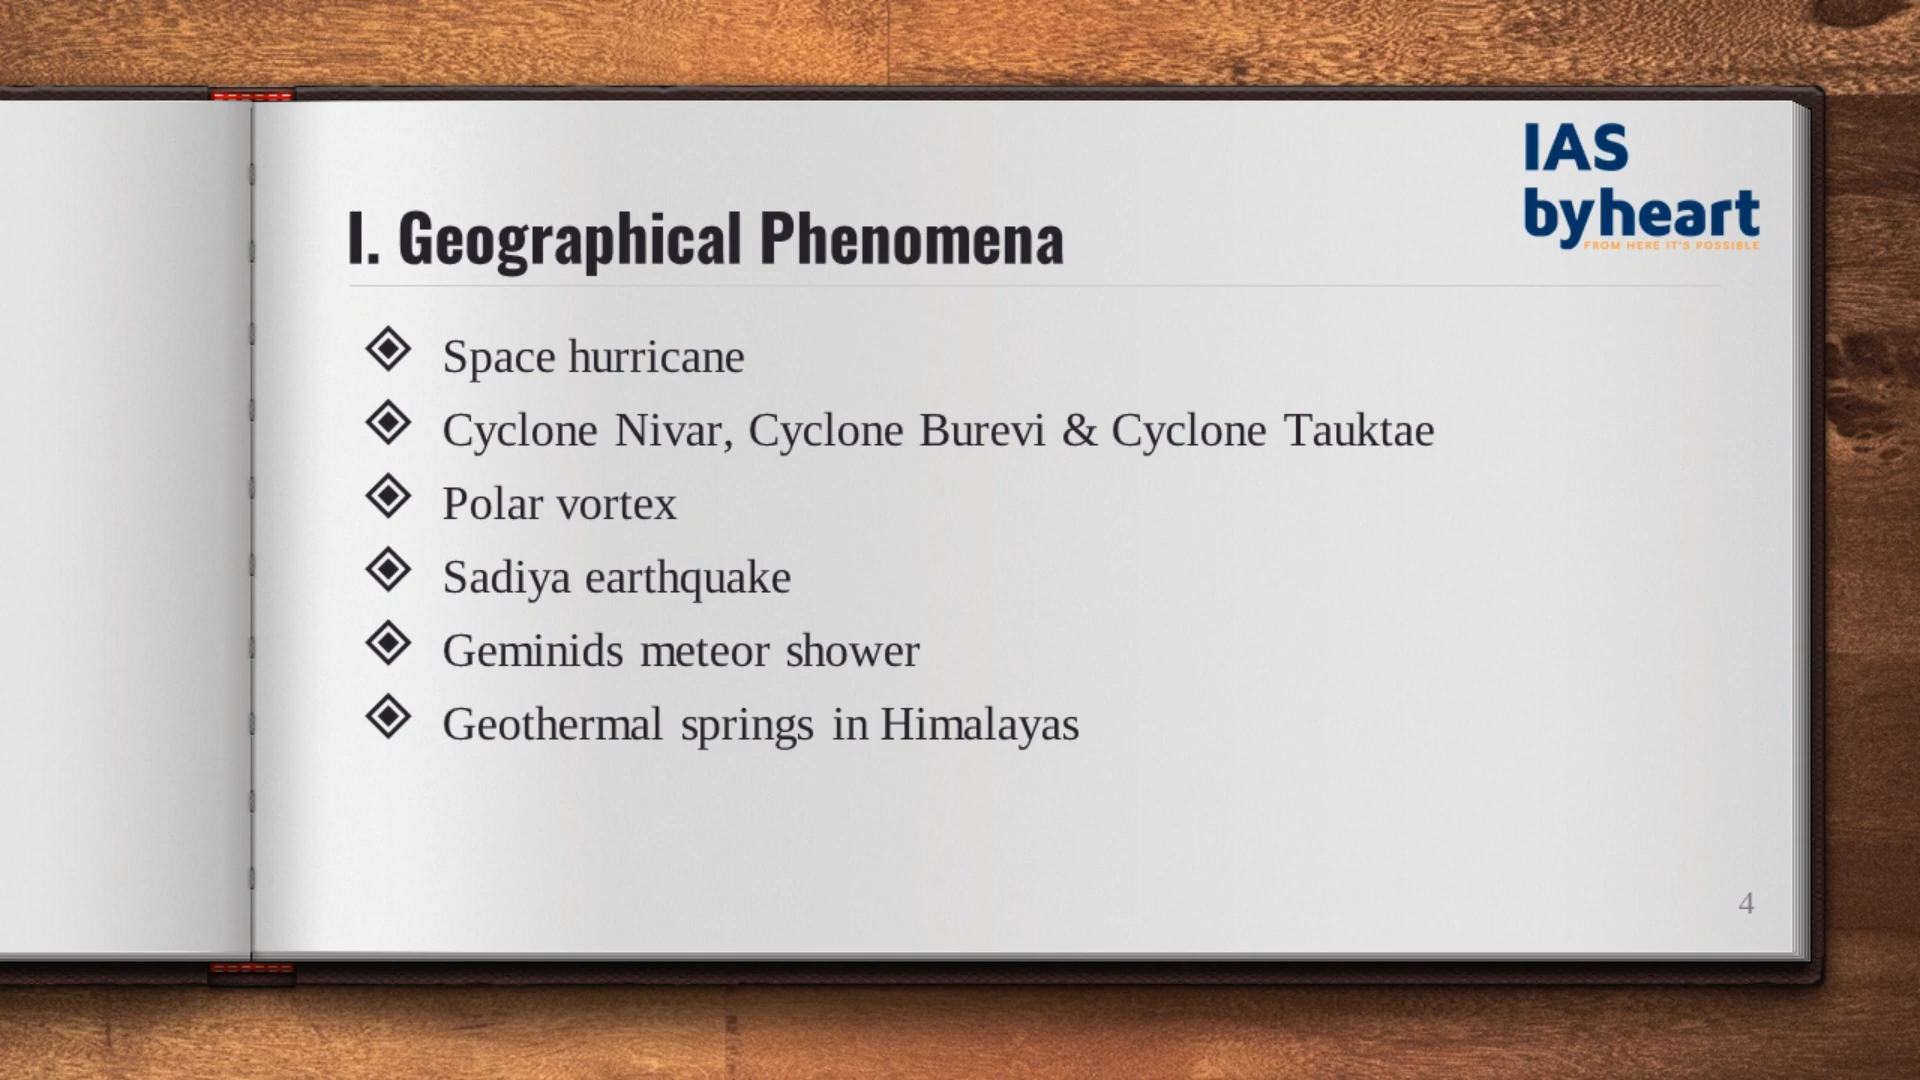 IAS
byheart
FROM HERE IT'S POSSIBLE
I. Geographical Phenomena
Space hurricane
Cyclone Nivar, Cyclone Burevi & Cyclone Tauktae
Polar vortex
Sadiya earthquake
Geminids meteor shower
Geothermal springs in Himalayas
4